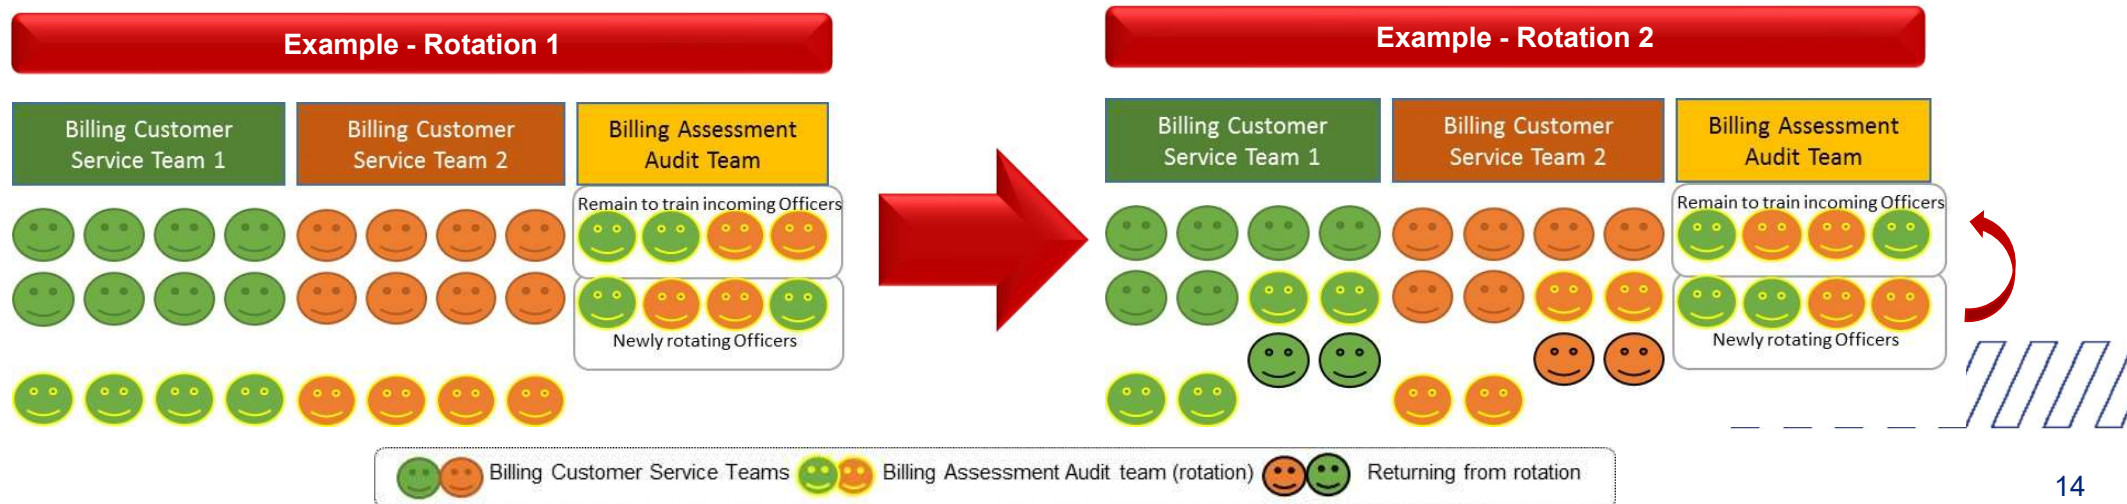 Example - Rotation 1
Billing Customer
Service Team 1
Billing Customer
Service Team 2
Billing Assessment
Audit Team
Remain to train incoming Officers
Newly rotating Officers
Example - Rotation 2
Billing Customer
Service Team 1
Billing Customer
Service Team 2
Billing Assessment
Audit Team
Remain to train incoming Officers
Newly rotating Officers
Billing Customer Service Teams
Billing Assessment Audit team (rotation)
Returning from rotation
14